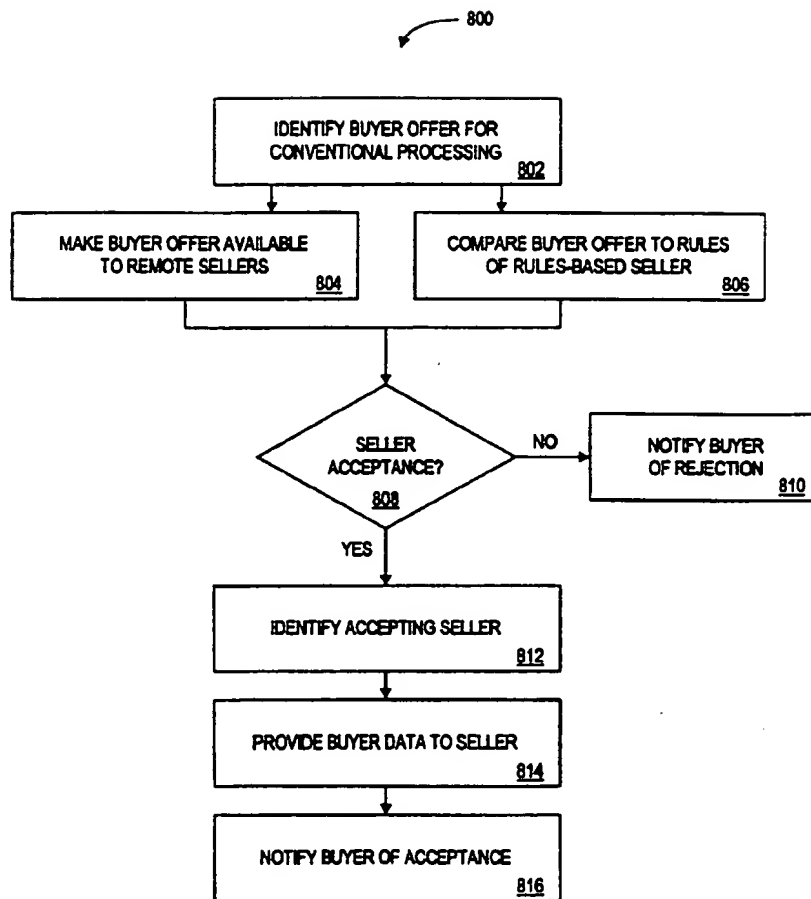 800
IDENTIFY BUYER OFFER FOR
CONVENTIONAL PROCESSING
802
MAKE BUYER OFFER AVAILABLE
TO REMOTE SELLERS
804
COMPARE BUYER OFFER TO RULES
OF RULES-BASED SELLER
806
SELLER
ACCEPTANCE?
808
NO
NOTIFY BUYER
OF REJECTION
810
YES
IDENTIFY ACCEPTING SELLER
812
PROVIDE BUYER DATA TO SELLER
814
NOTIFY BUYER OF ACCEPTANCE
816